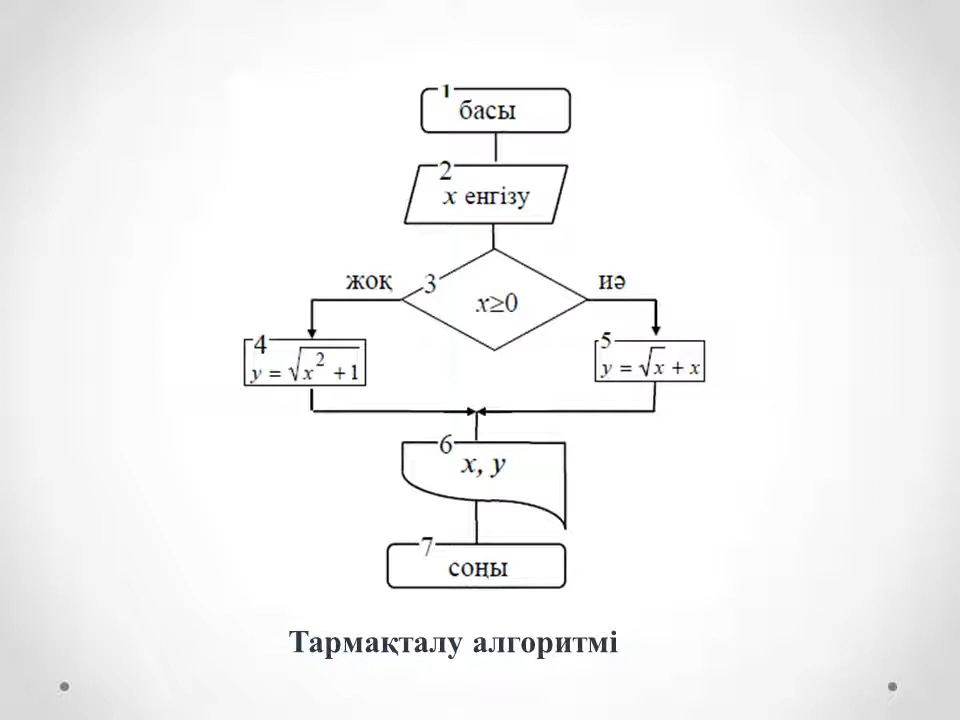 1
басы
2
x енгізу
жоқ
3
x≥0
иә
4
y = √x² + 1
5
y = √x + x
6
x, y
7
соңы
Тармақталу алгоритмі